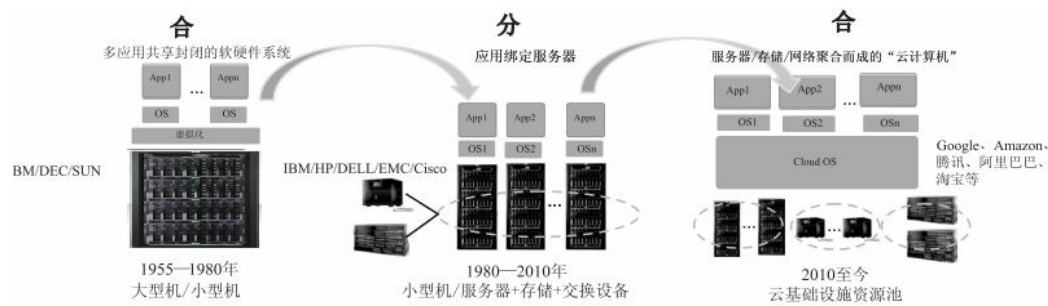 合
多应用共享封闭的软硬件系统
App1
...
Appn
OS
OS
虚拟化
BM/DEC/SUN
1955—1980年
大型机/小型机
分
应用绑定服务器
App1
App2
Appn
OS1
OS2
OSn
IBM/HP/DELL/EMC/Cisco
...
1980—2010年
小型机/服务器+存储+交换设备
合
服务器/存储/网络聚合而成的“云计算机”
App1
App2
...
Appn
OS1
OS2
OSn
Cloud OS
Google、Amazon、
腾讯、阿里巴巴、
淘宝等
...
...
2010至今
云基础设施资源池